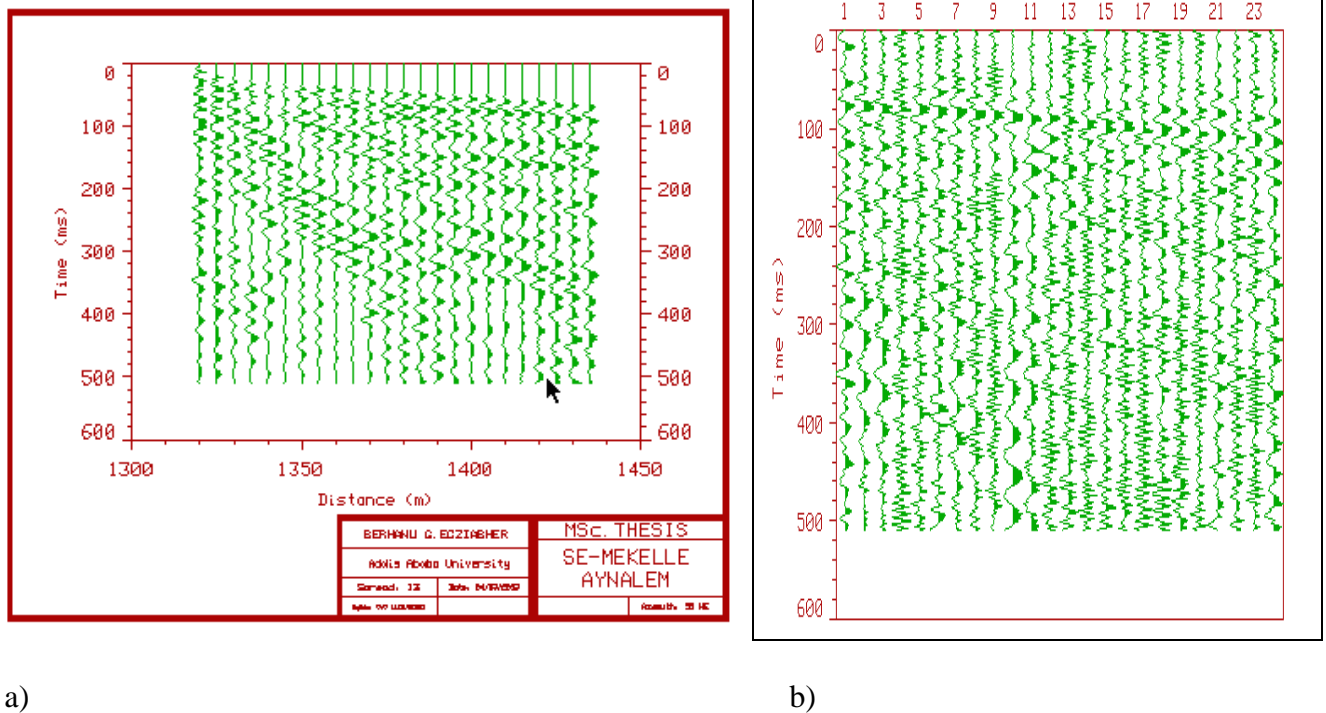 0 0
100 100
200 200
300 300
400 400
500 500
600 600
Time (ms)
1300 1350 1400 1450
Distance (m)
BERHANU G. EGZIABHER
Addis Ababa University
MSc. THESIS
SE-MEKELLE
AYNALEM
1 3 5 7 9 11 13 15 17 19 21 23
0
100
200
300
400
500
600
Time (ms)
a) b)